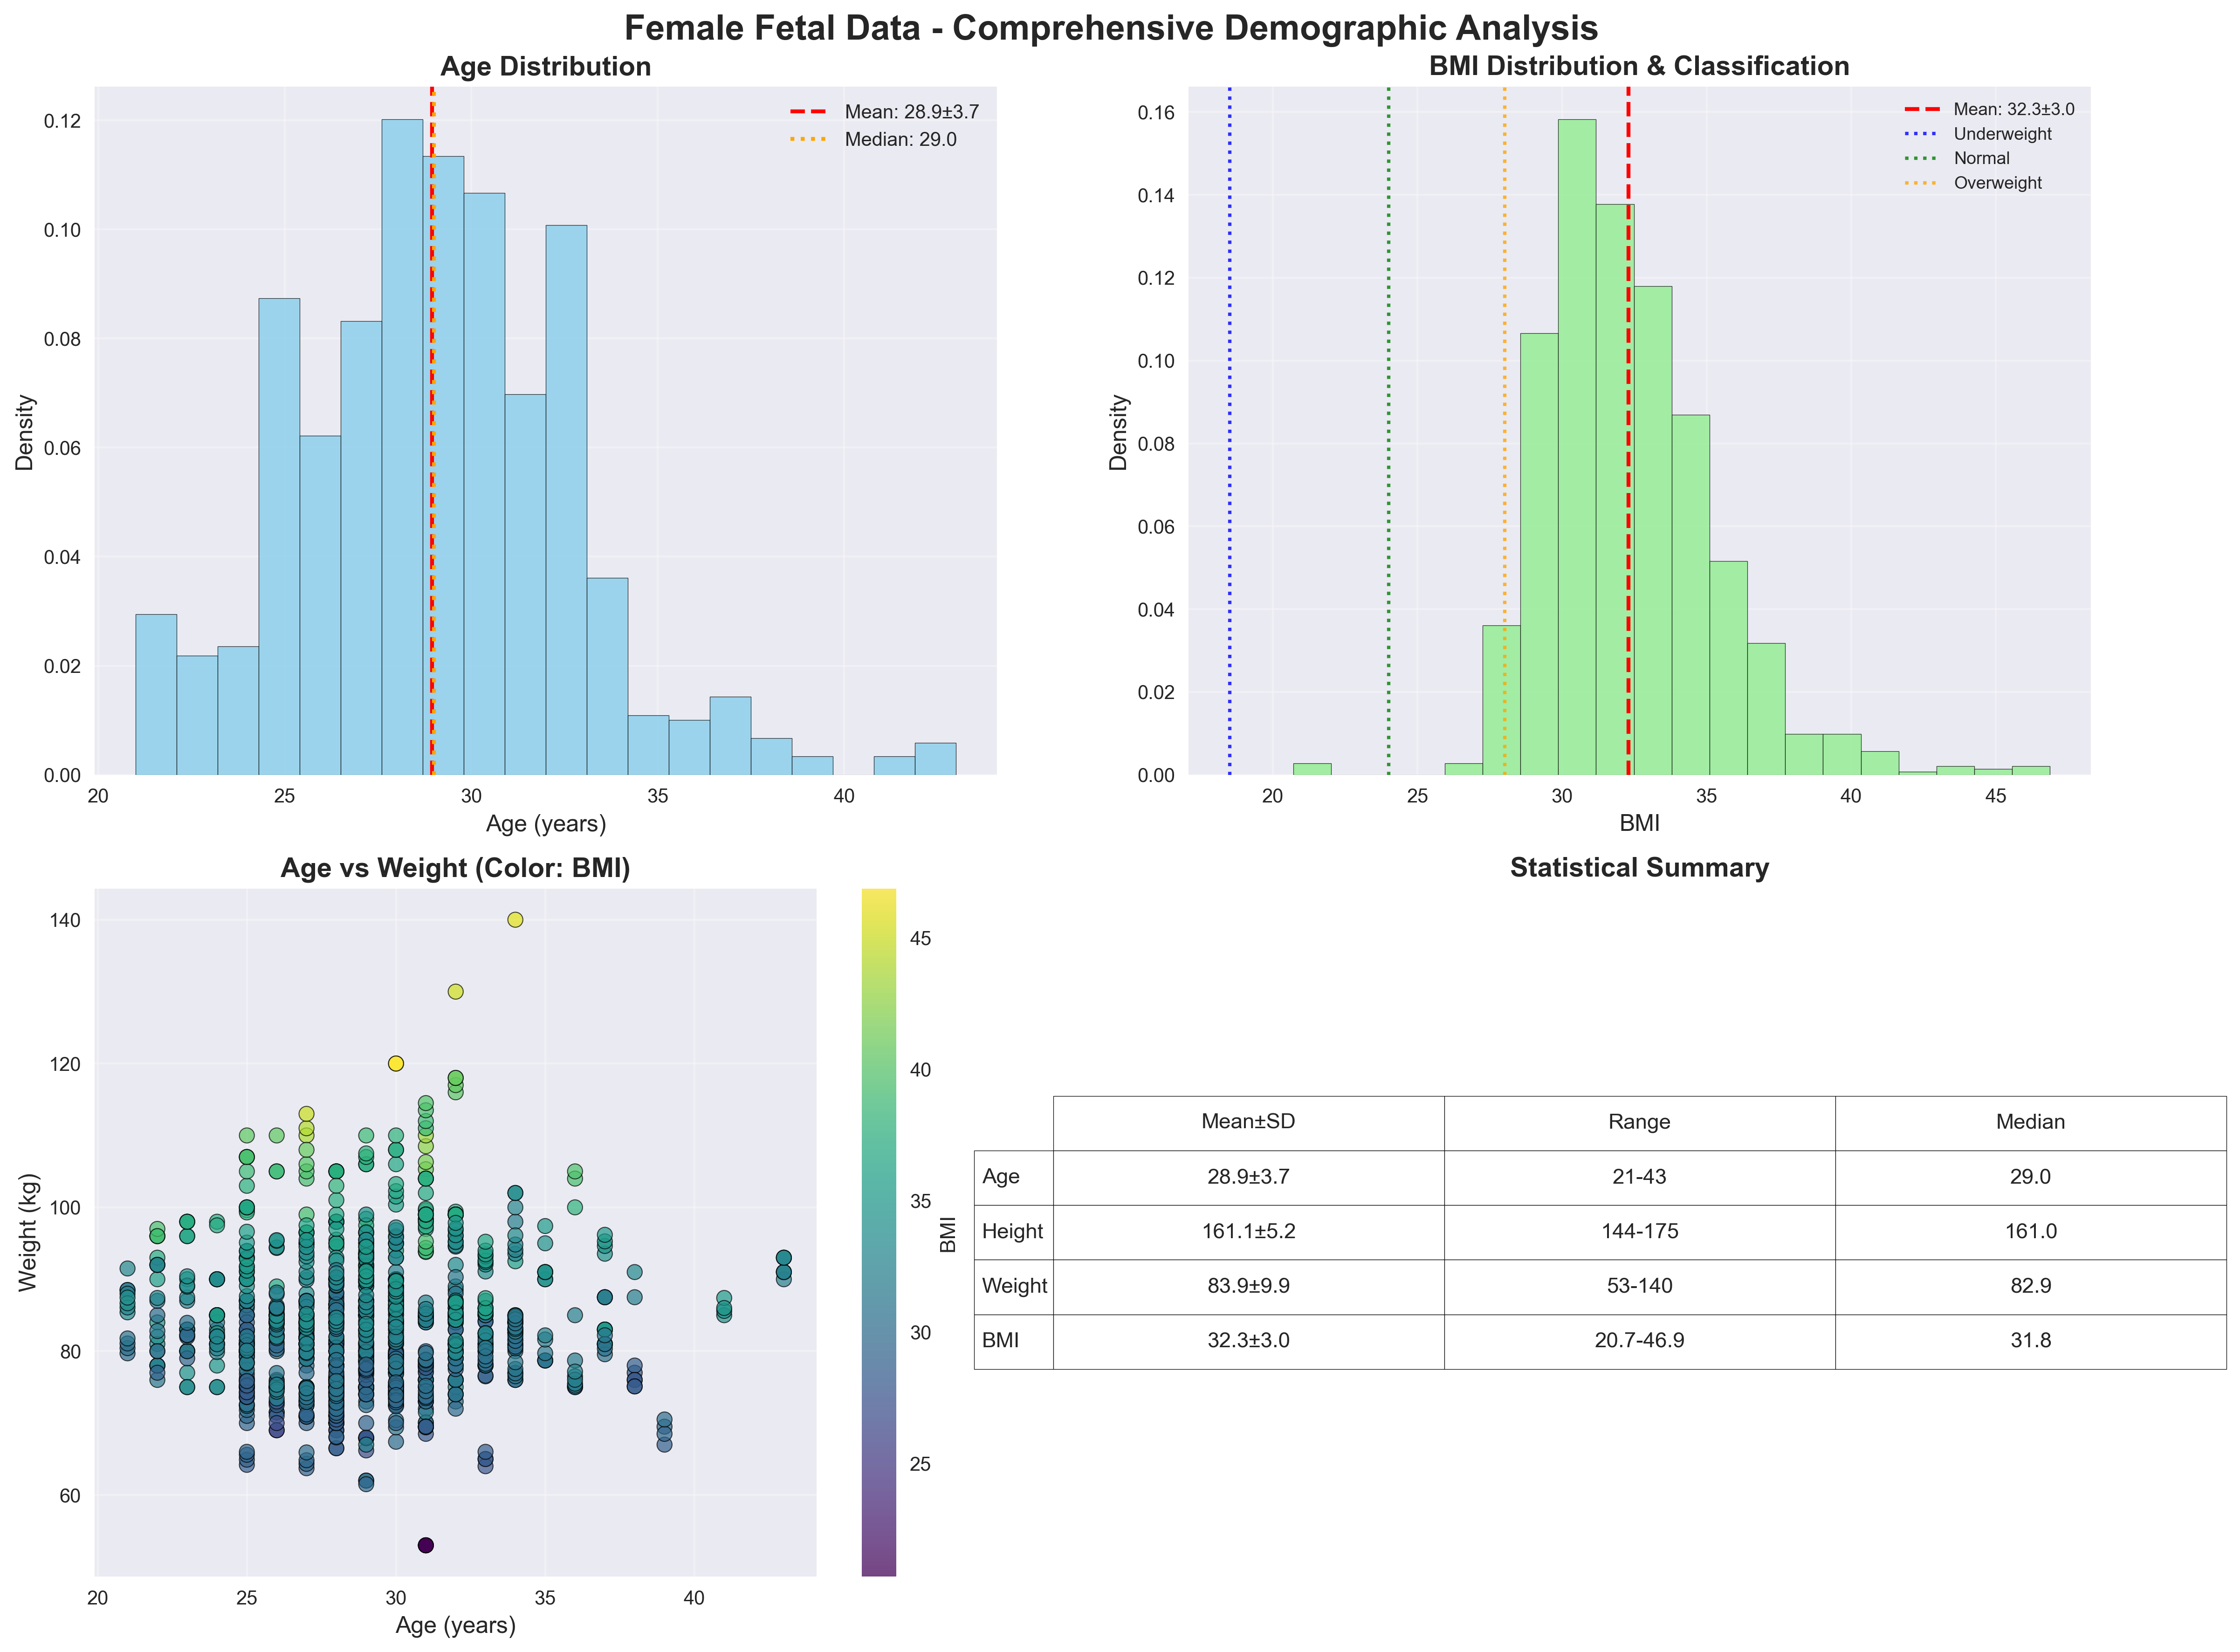 Female Fetal Data - Comprehensive Demographic Analysis
Age Distribution
Mean: 28.9±3.7
Median: 29.0
0.12
0.10
0.08
0.06
0.04
0.02
0.00
Density
20 25 30 35 40
Age (years)
BMI Distribution & Classification
Mean: 32.3±3.0
Underweight
Normal
Overweight
0.16
0.14
0.12
0.10
0.08
0.06
0.04
0.02
0.00
Density
20 25 30 35 40 45
BMI
Age vs Weight (Color: BMI)
140
120
100
80
60
Weight (kg)
20 25 30 35 40
Age (years)
45
40
35
30
25
BMI
Statistical Summary
Mean±SD Range Median
Age 28.9±3.7 21-43 29.0
Height 161.1±5.2 144-175 161.0
Weight 83.9±9.9 53-140 82.9
BMI 32.3±3.0 20.7-46.9 31.8